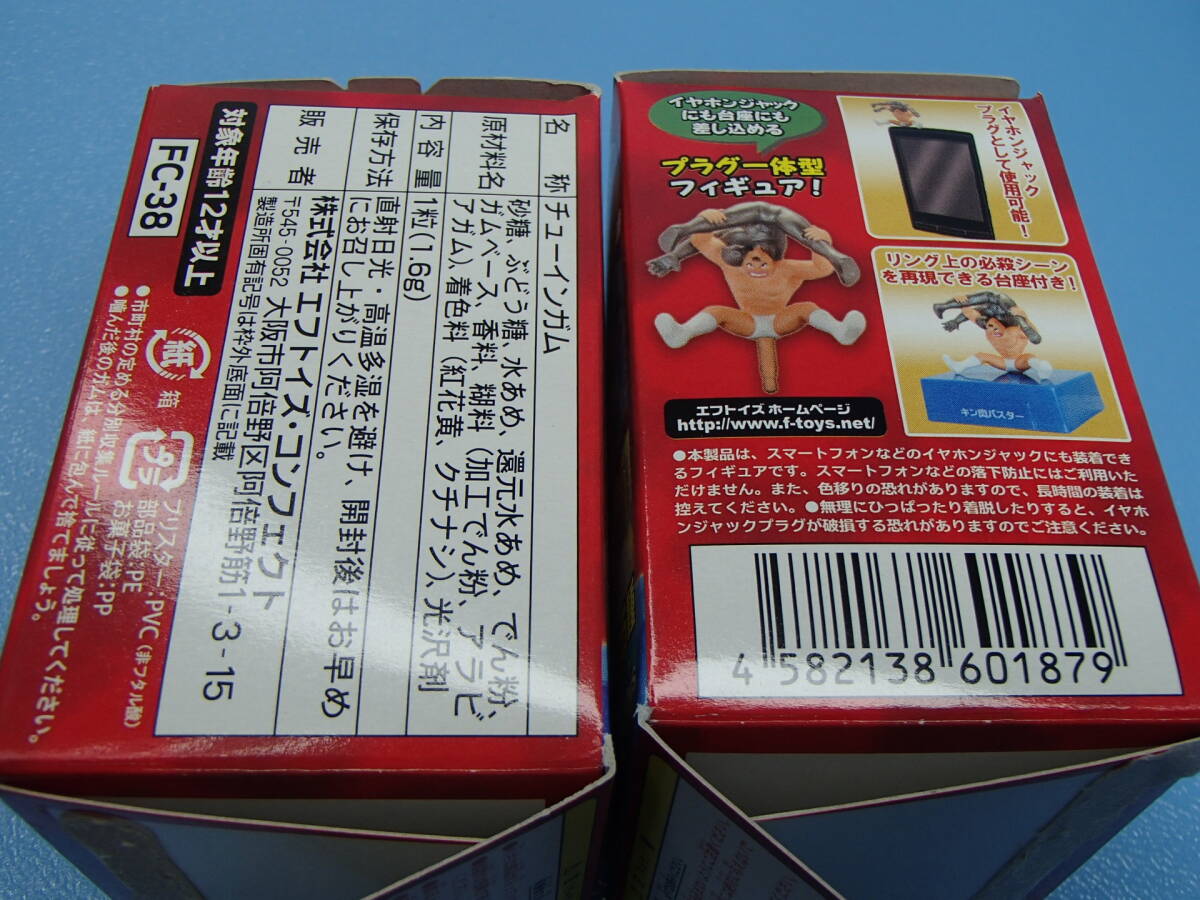 名 称 チューインガム
原材料名 砂糖、ぶどう糖、水あめ、還元水あめ、でん粉、
ガムベース、香料、糊料(加工でん粉、アラビ
アガム)、着色料(紅花黄、クチナシ)、光沢剤
内 容 量 1粒(1.6g)
保存方法 直射日光・高温多湿を避け、開封後はお早め
にお召し上がりください。
販 売 者 株式会社 エフトイズ・コンフェクト
〒545-0052 大阪市阿倍野区阿倍野筋1-3-15
製造所固有記号は枠外底面に記載
対象年齢12才以上
FC-38
紙
箱
プラ
ブリスター:PVC(非フタル酸)
部品袋:PE
お菓子袋:PP
●市町村の定める分別収集ルールに従って処理してください。
●噛んだ後のガムは 紙に包んで捨てましょう。
イヤホンジャック
にも台座にも
差し込める
プラグ一体型
フィギュア!
イヤホンジャック
プラグとして使用可能!
リング上の必殺シーン
を再現できる台座付き!
キン肉バスター
エフトイズ ホームページ
http://www.f-toys.net/
●本製品は、スマートフォンなどのイヤホンジャックにも装着でき
るフィギュアです。スマートフォンなどの落下防止にはご利用いた
だけません。また、色移りの恐れがありますので、長時間の装着は
控えてください。●無理にひっぱったり着脱したりすると、イヤホ
ンジャックプラグが破損する恐れがありますのでご注意ください。
4 582138 601879